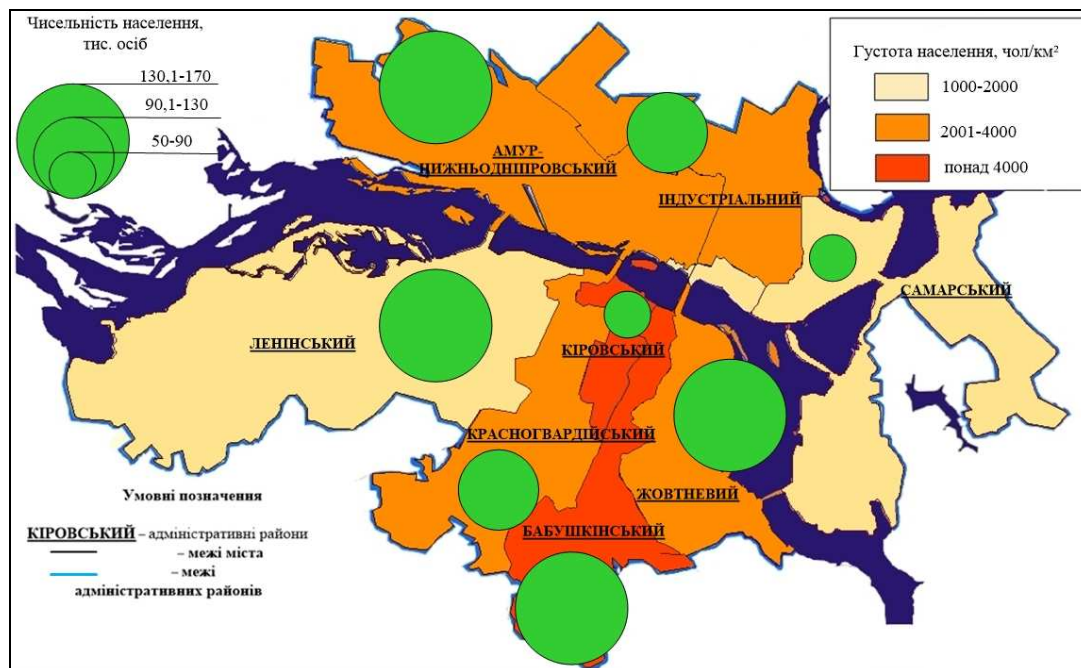 Чисельність населення,
тис. осіб
130,1-170
90,1-130
50-90
Густота населення, чол/км²
1000-2000
2001-4000
понад 4000
АМУР-
НИЖНЬОДНІПРОВСЬКИЙ
ІНДУСТРІАЛЬНИЙ
САМАРСЬКИЙ
ЛЕНІНСЬКИЙ
КІРОВСЬКИЙ
КРАСНОГВАРДІЙСЬКИЙ
ЖОВТНЕВИЙ
БАБУШКІНСЬКИЙ
Умовні позначення
КІРОВСЬКИЙ – адміністративні райони
– межі міста
– межі
адміністративних районів